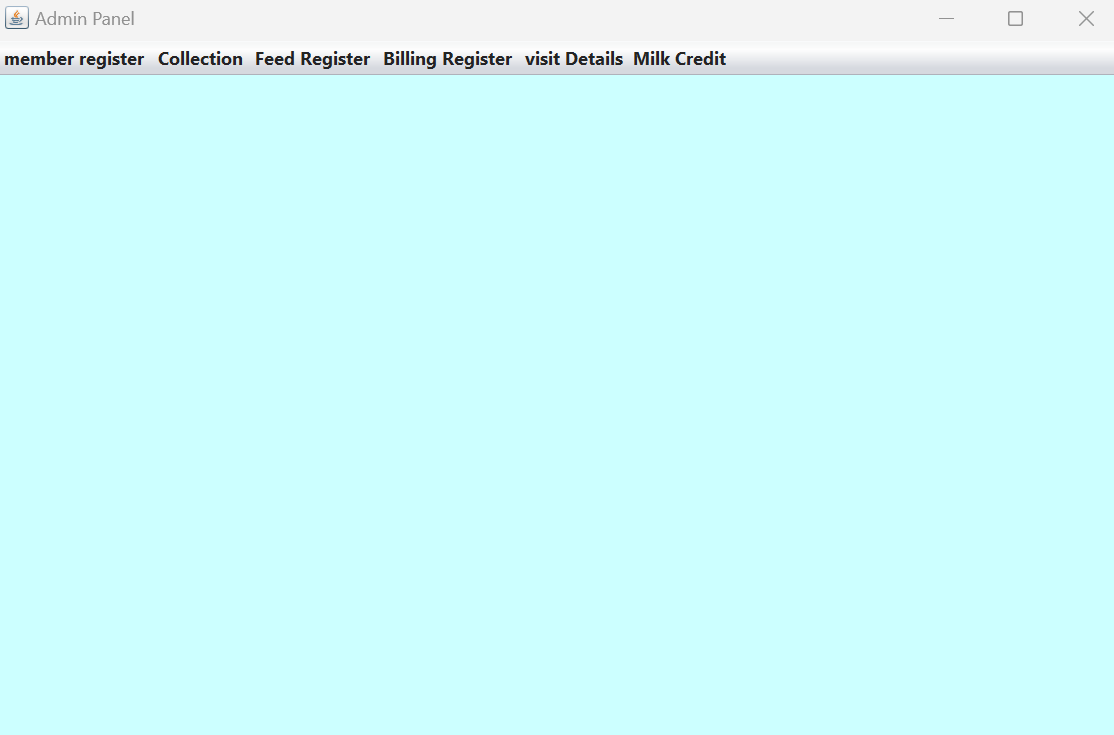 Admin Panel
member register Collection Feed Register Billing Register visit Details Milk Credit